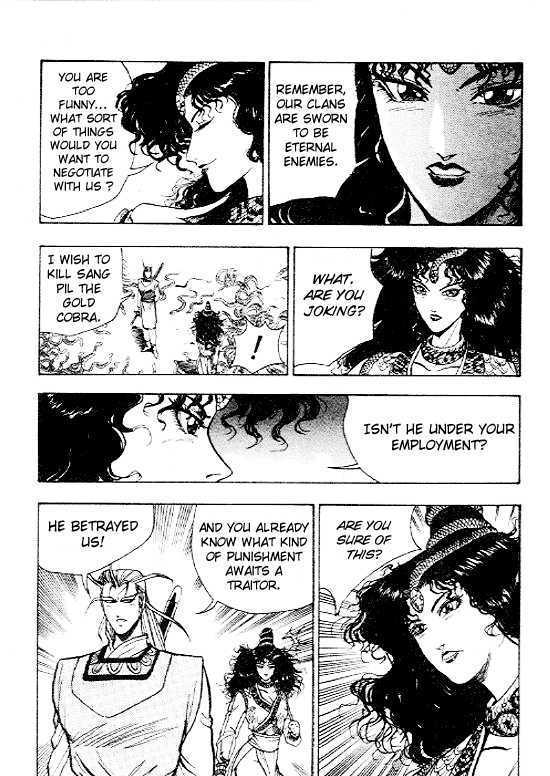 YOU ARE
TOO
FUNNY...
WHAT SORT
OF THINGS
WOULD YOU
WANT TO
NEGOTIATE
WITH US ?
REMEMBER,
OUR CLANS
ARE SWORN
TO BE
ETERNAL
ENEMIES.
I WISH TO
KILL SANG
PIL THE
GOLD
COBRA.
!
WHAT.
ARE YOU
JOKING?
ISN'T HE UNDER YOUR
EMPLOYMENT?
HE BETRAYED
US!
AND YOU ALREADY
KNOW WHAT KIND
OF PUNISHMENT
AWAITS A
TRAITOR.
ARE YOU
SURE OF
THIS?